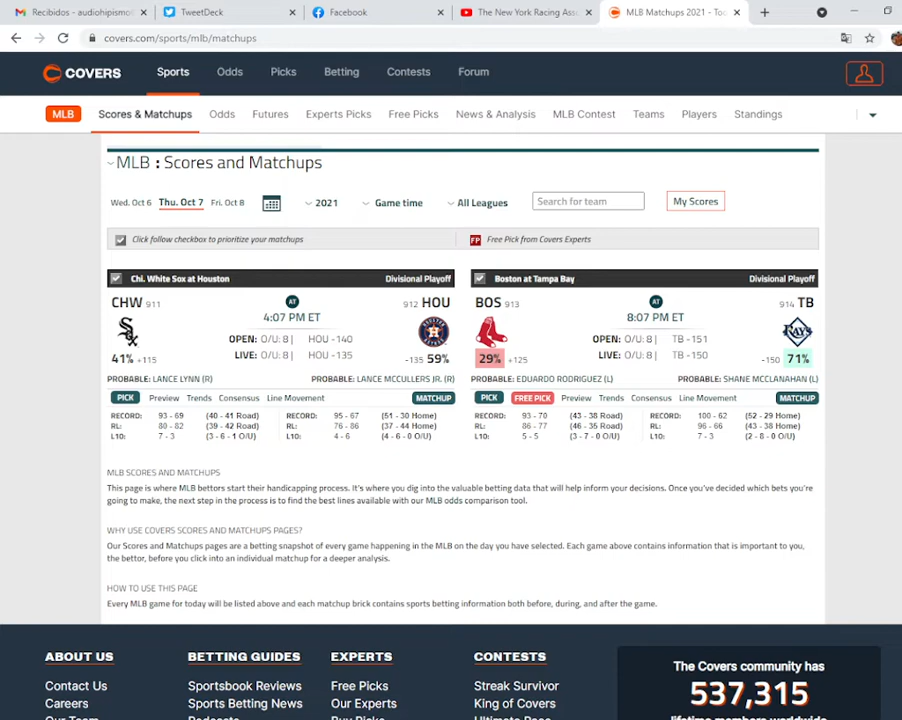 Recibidos - audiohipismo
TweetDeck
Facebook
The New York Racing Ass
MLB Matchups 2021 - To
covers.com/sports/mlb/matchups
COVERS
Sports Odds Picks Betting Contests Forum
MLB Scores & Matchups Odds Futures Experts Picks Free Picks News & Analysis MLB Contest Teams Players Standings
MLB : Scores and Matchups
Wed. Oct 6 Thu. Oct 7 Fri. Oct 8 2021 Game time All Leagues Search for team My Scores
Click follow checkbox to prioritize your matchups FP Free Pick from Covers Experts
Chi. White Sox at Houston Divisional Playoff
CHW 911 AT 912 HOU
4:07 PM ET
OPEN: O/U: 8 | HOU -140
LIVE: O/U: 8 | HOU -135
41% +115 -135 59%
PROBABLE: LANCE LYNN (R) PROBABLE: LANCE MCCULLERS JR. (R)
PICK Preview Trends Consensus Line Movement MATCHUP
RECORD: 93 - 69 (40 - 41 Road) RECORD: 95 - 67 (51 - 30 Home)
RL: 80 - 82 (39 - 42 Road) RL: 76 - 86 (37 - 44 Home)
L10: 7 - 3 (3 - 6 - 1 O/U) L10: 4 - 6 (4 - 6 - 0 O/U)
Boston at Tampa Bay Divisional Playoff
BOS 913 AT 914 TB
8:07 PM ET
OPEN: O/U: 8 | TB -151
LIVE: O/U: 8 | TB -150
RAYS
29% +125 -150 71%
PROBABLE: EDUARDO RODRIGUEZ (L) PROBABLE: SHANE MCCLANAHAN (L)
PICK FREE PICK Preview Trends Consensus Line Movement MATCHUP
RECORD: 93 - 70 (43 - 38 Road) RECORD: 100 - 62 (52 - 29 Home)
RL: 86 - 77 (46 - 35 Road) RL: 96 - 66 (43 - 38 Home)
L10: 5 - 5 (3 - 7 - 0 O/U) L10: 7 - 3 (2 - 8 - 0 O/U)
MLB SCORES AND MATCHUPS
This page is where MLB bettors start their handicapping process. It's where you dig into the valuable betting data that will help inform your decisions. Once you've decided which bets you're
going to make, the next step in the process is to find the best lines available with our MLB odds comparison tool.
WHY USE COVERS SCORES AND MATCHUPS PAGES?
Our Scores and Matchups pages are a betting snapshot of every game happening in the MLB on the day you have selected. Each game above contains information that is important to you,
the bettor, before you click into an individual matchup for a deeper analysis.
HOW TO USE THIS PAGE
Every MLB game for today will be listed above and each matchup brick contains sports betting information both before, during, and after the game.
ABOUT US BETTING GUIDES EXPERTS CONTESTS
Contact Us Sportsbook Reviews Free Picks Streak Survivor
Careers Sports Betting News Our Experts King of Covers
Our Team Podcasts Buy Picks Ultimate Pool
The Covers community has
537,315
lifetime members worldwide